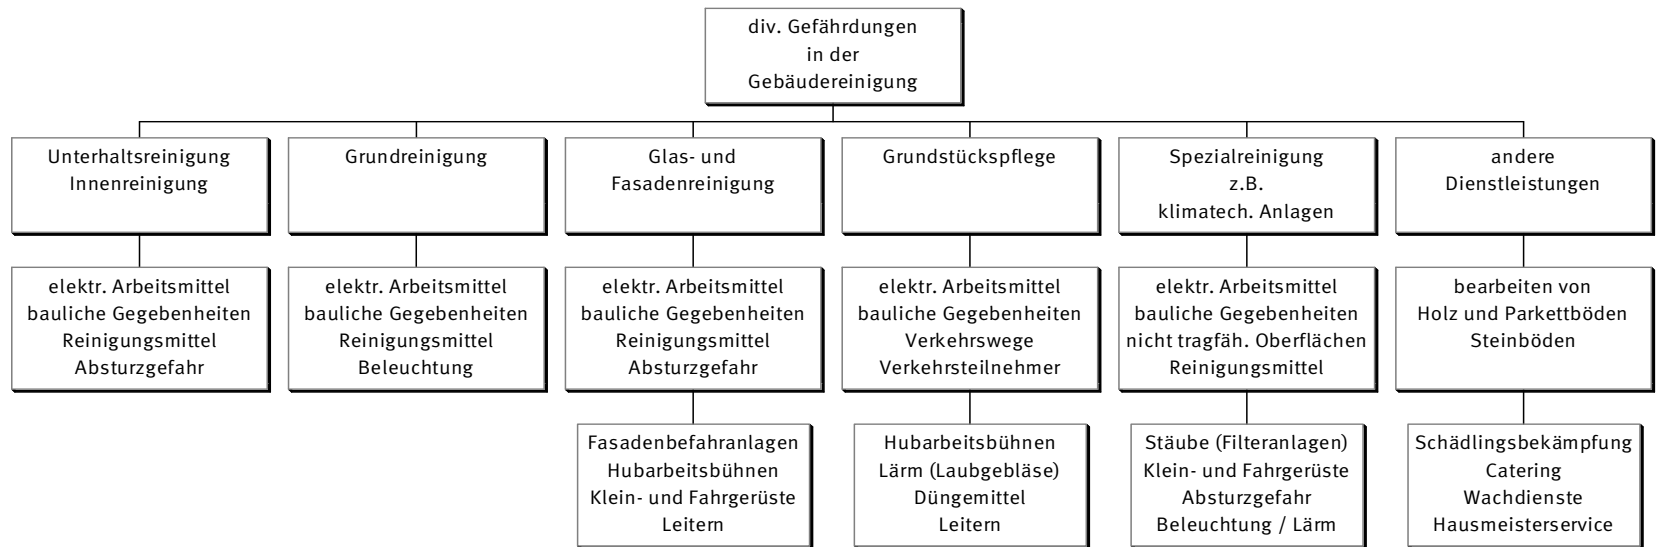 div. Gefährdungen
in der
Gebäudereinigung
Unterhaltsreinigung
Innenreinigung
Grundreinigung
Glas- und
Fasadenreinigung
Grundstückspflege
Spezialreinigung
z.B.
klimatech. Anlagen
andere
Dienstleistungen
elektr. Arbeitsmittel
bauliche Gegebenheiten
Reinigungsmittel
Absturzgefahr
elektr. Arbeitsmittel
bauliche Gegebenheiten
Reinigungsmittel
Beleuchtung
elektr. Arbeitsmittel
bauliche Gegebenheiten
Reinigungsmittel
Absturzgefahr
elektr. Arbeitsmittel
bauliche Gegebenheiten
Verkehrswege
Verkehrsteilnehmer
elektr. Arbeitsmittel
bauliche Gegebenheiten
nicht tragfäh. Oberflächen
Reinigungsmittel
bearbeiten von
Holz und Parkettböden
Steinböden
Fasadenbefahranlagen
Hubarbeitsbühnen
Klein- und Fahrgerüste
Leitern
Hubarbeitsbühnen
Lärm (Laubgebläse)
Düngemittel
Leitern
Stäube (Filteranlagen)
Klein- und Fahrgerüste
Absturzgefahr
Beleuchtung / Lärm
Schädlingsbekämpfung
Catering
Wachdienste
Hausmeisterservice